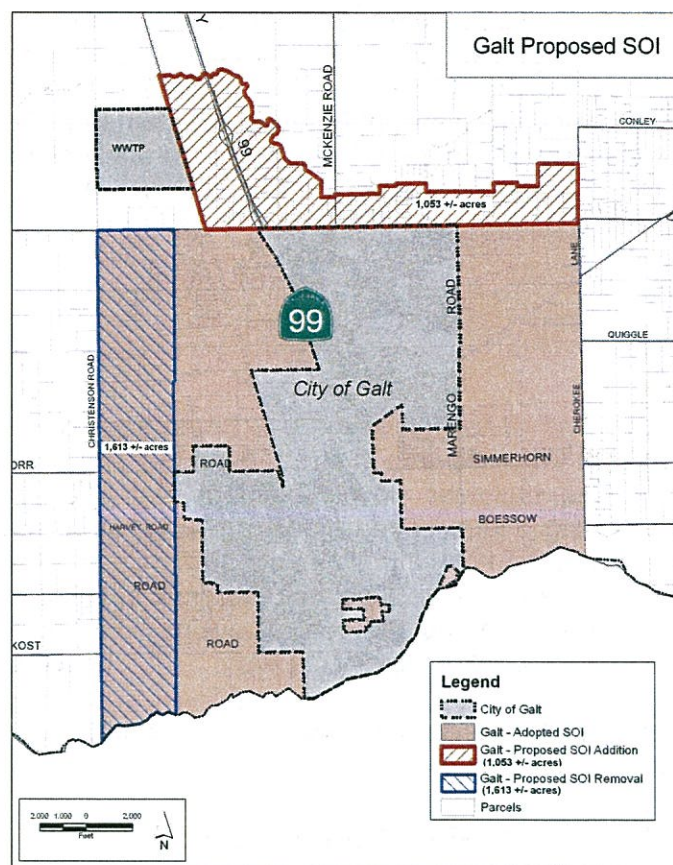 Galt Proposed SOI
MCKENZIE ROAD
CONLEY
99
WWTP
1,053 +/- acres
LANE
99
ROAD
QUIGGLE
City of Galt
CHRISTENSON ROAD
CHEROKEE
1,613 +/- acres
MARENGO
ORR
ROAD
SIMMERHORN
BOESSOW
HARVEY ROAD
ROAD
KOST
ROAD
Legend
City of Galt
Galt - Adopted SOI
Galt - Proposed SOI Addition
(1,053 +/- acres)
Galt - Proposed SOI Removal
(1,613 +/- acres)
Parcels
2,000 1,000 0 2,000
Feet
N